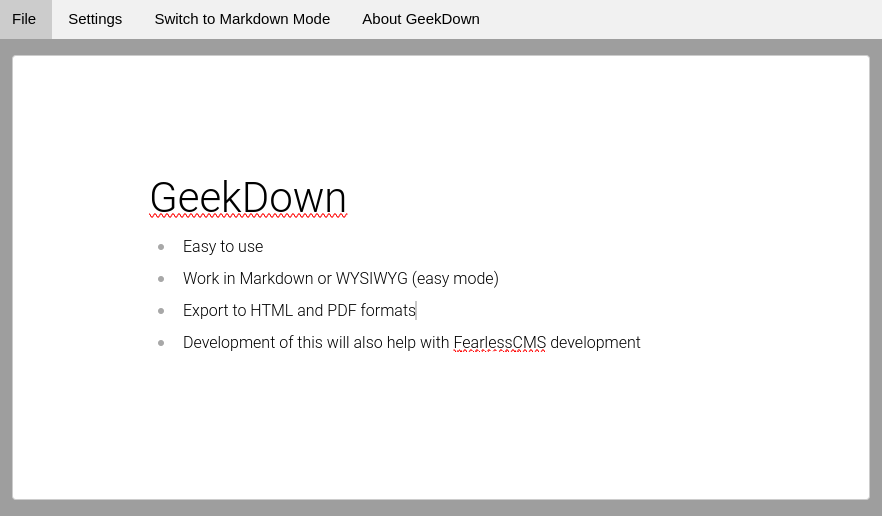 File Settings Switch to Markdown Mode About GeekDown
GeekDown
Easy to use
Work in Markdown or WYSIWYG (easy mode)
Export to HTML and PDF formats
Development of this will also help with FearlessCMS development